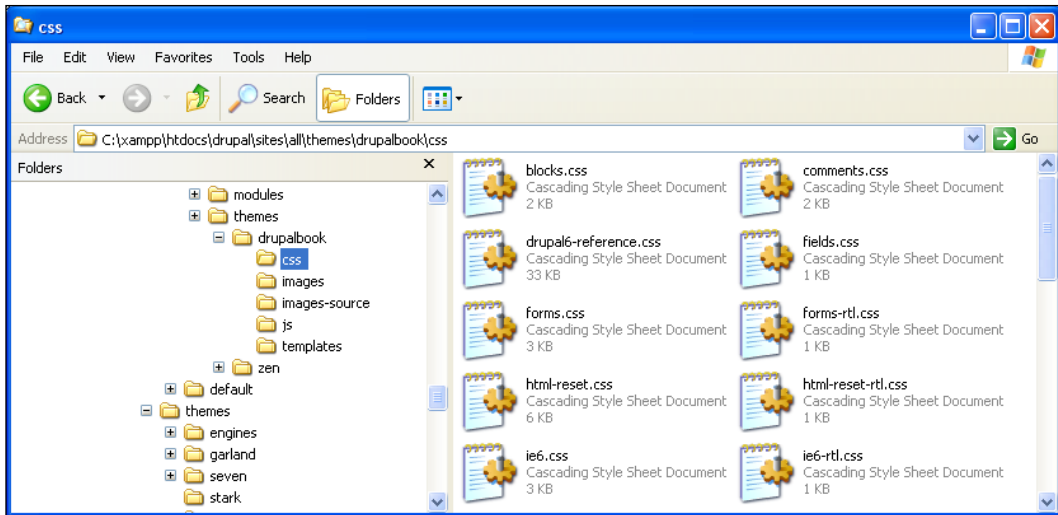 css
File Edit View Favorites Tools Help
Back Search Folders
Address C:\xampp\htdocs\drupal\sites\all\themes\drupalbook\css Go
Folders
modules
themes
drupalbook
css
images
images-source
js
templates
zen
default
themes
engines
garland
seven
stark
blocks.css
Cascading Style Sheet Document
2 KB
comments.css
Cascading Style Sheet Document
2 KB
drupal6-reference.css
Cascading Style Sheet Document
33 KB
fields.css
Cascading Style Sheet Document
1 KB
forms.css
Cascading Style Sheet Document
3 KB
forms-rtl.css
Cascading Style Sheet Document
1 KB
html-reset.css
Cascading Style Sheet Document
6 KB
html-reset-rtl.css
Cascading Style Sheet Document
1 KB
ie6.css
Cascading Style Sheet Document
3 KB
ie6-rtl.css
Cascading Style Sheet Document
1 KB